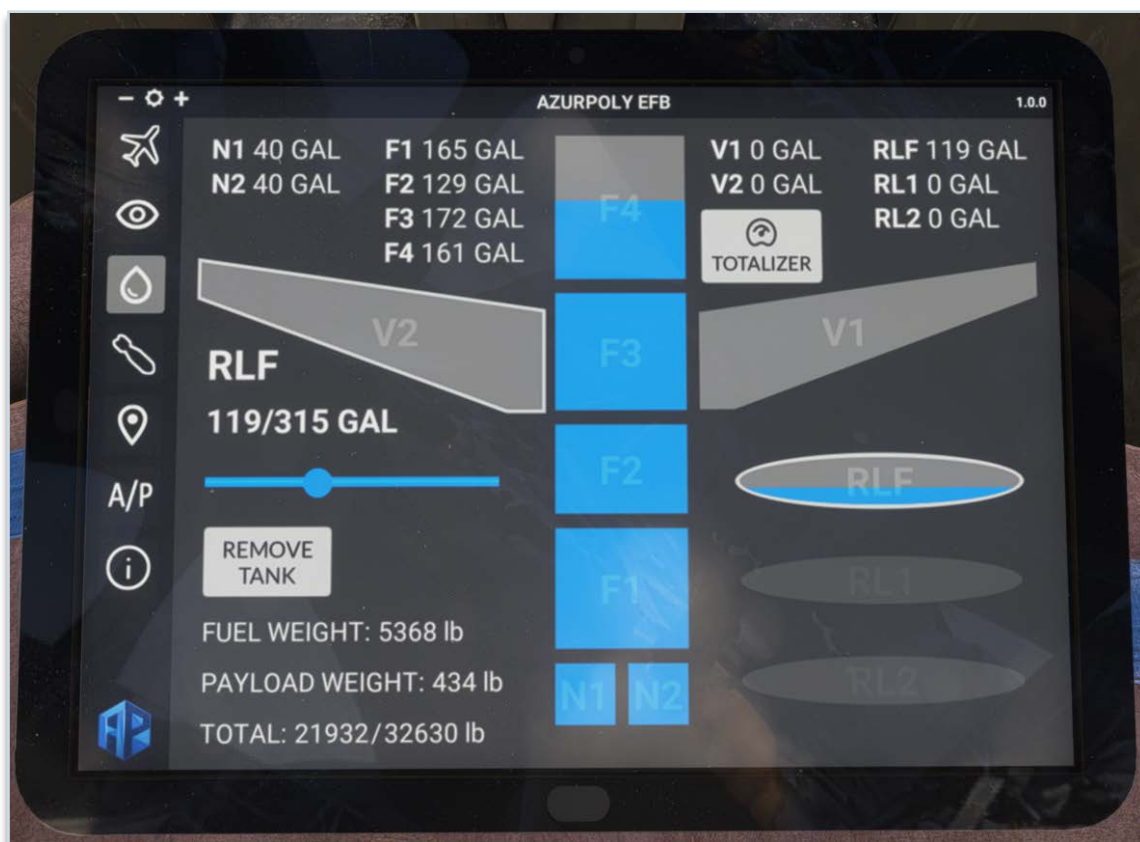 AZURPOLY EFB
1.0.0
N1 40 GAL
N2 40 GAL
F1 165 GAL
F2 129 GAL
F3 172 GAL
F4 161 GAL
F4
V1 0 GAL
V2 0 GAL
RLF 119 GAL
RL1 0 GAL
RL2 0 GAL
TOTALIZER
V2
F3
V1
RLF
119/315 GAL
F2
RLF
A/P
REMOVE
TANK
F1
RL1
FUEL WEIGHT: 5368 lb
PAYLOAD WEIGHT: 434 lb
N1
N2
RL2
TOTAL: 21932/32630 lb
AP